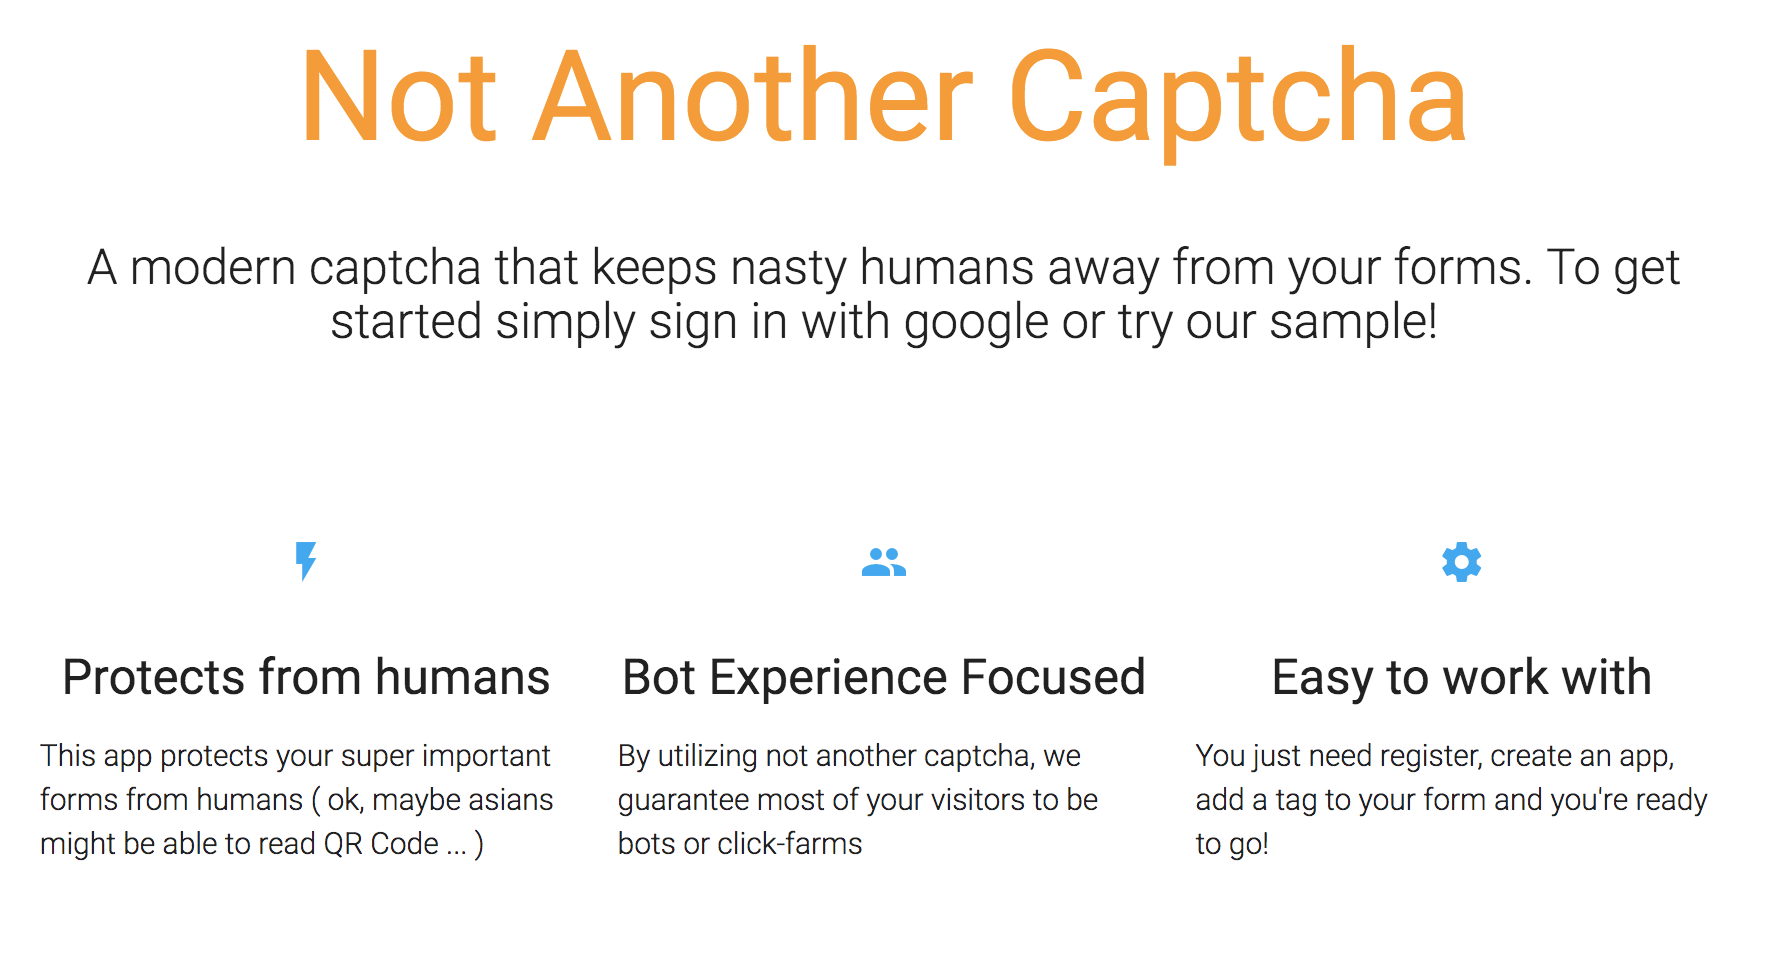 Not Another Captcha
A modern captcha that keeps nasty humans away from your forms. To get
started simply sign in with google or try our sample!
Protects from humans
This app protects your super important
forms from humans ( ok, maybe asians
might be able to read QR Code ... )
Bot Experience Focused
By utilizing not another captcha, we
guarantee most of your visitors to be
bots or click-farms
Easy to work with
You just need register, create an app,
add a tag to your form and you're ready
to go!